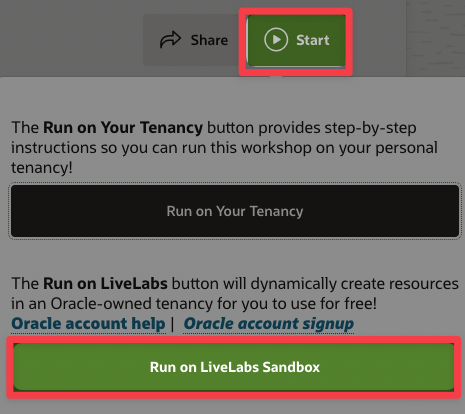 Share
Start
The Run on Your Tenancy button provides step-by-step
instructions so you can run this workshop on your personal
tenancy!
Run on Your Tenancy
The Run on LiveLabs button will dynamically create resources
in an Oracle-owned tenancy for you to use for free!
Oracle account help | Oracle account signup
Run on LiveLabs Sandbox